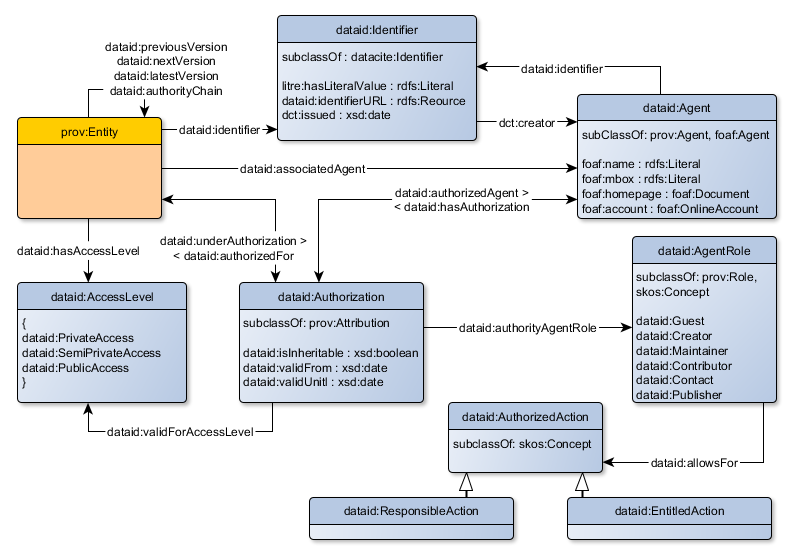 dataid:Identifier
subclassOf : datacite:Identifier
litre:hasLiteralValue : rdfs:Literal
dataid:identifierURL : rdfs:Reource
dct:issued : xsd:date
dataid:previousVersion
dataid:nextVersion
dataid:latestVersion
dataid:authorityChain
dataid:identifier
prov:Entity
dataid:identifier
dct:creator
dataid:Agent
subClassOf: prov:Agent, foaf:Agent
foaf:name : rdfs:Literal
foaf:mbox : rdfs:Literal
foaf:homepage : foaf:Document
foaf:account : foaf:OnlineAccount
dataid:associatedAgent
dataid:authorizedAgent >
< dataid:hasAuthorization
dataid:underAuthorization >
< dataid:authorizedFor
dataid:hasAccessLevel
dataid:AccessLevel
{
dataid:PrivateAccess
dataid:SemiPrivateAccess
dataid:PublicAccess
}
dataid:Authorization
subclassOf: prov:Attribution
dataid:isInheritable : xsd:boolean
dataid:validFrom : xsd:date
dataid:validUnitl : xsd:date
dataid:authorityAgentRole
dataid:AgentRole
subclassOf: prov:Role,
skos:Concept
dataid:Guest
dataid:Creator
dataid:Maintainer
dataid:Contributor
dataid:Contact
dataid:Publisher
dataid:validForAccessLevel
dataid:AuthorizedAction
subclassOf: skos:Concept
dataid:allowsFor
dataid:ResponsibleAction
dataid:EntitledAction